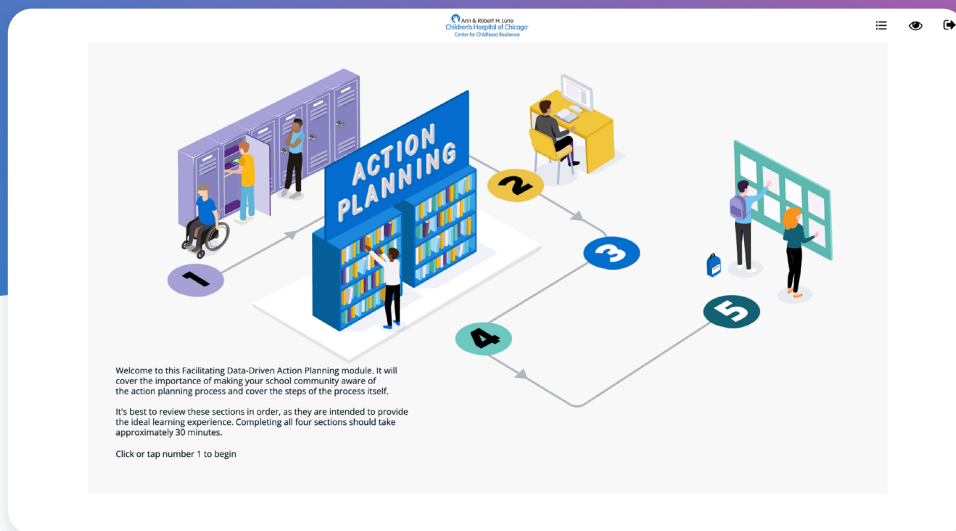 Ann & Robert H. Lurie
Children's Hospital of Chicago
Center for Childhood Resilience
ACTION
PLANNING
1
2
3
4
5
Welcome to this Facilitating Data-Driven Action Planning module. It will
cover the importance of making your school community aware of
the action planning process and cover the steps of the process itself.
It's best to review these sections in order, as they are intended to provide
the ideal learning experience. Completing all four sections should take
approximately 30 minutes.
Click or tap number 1 to begin